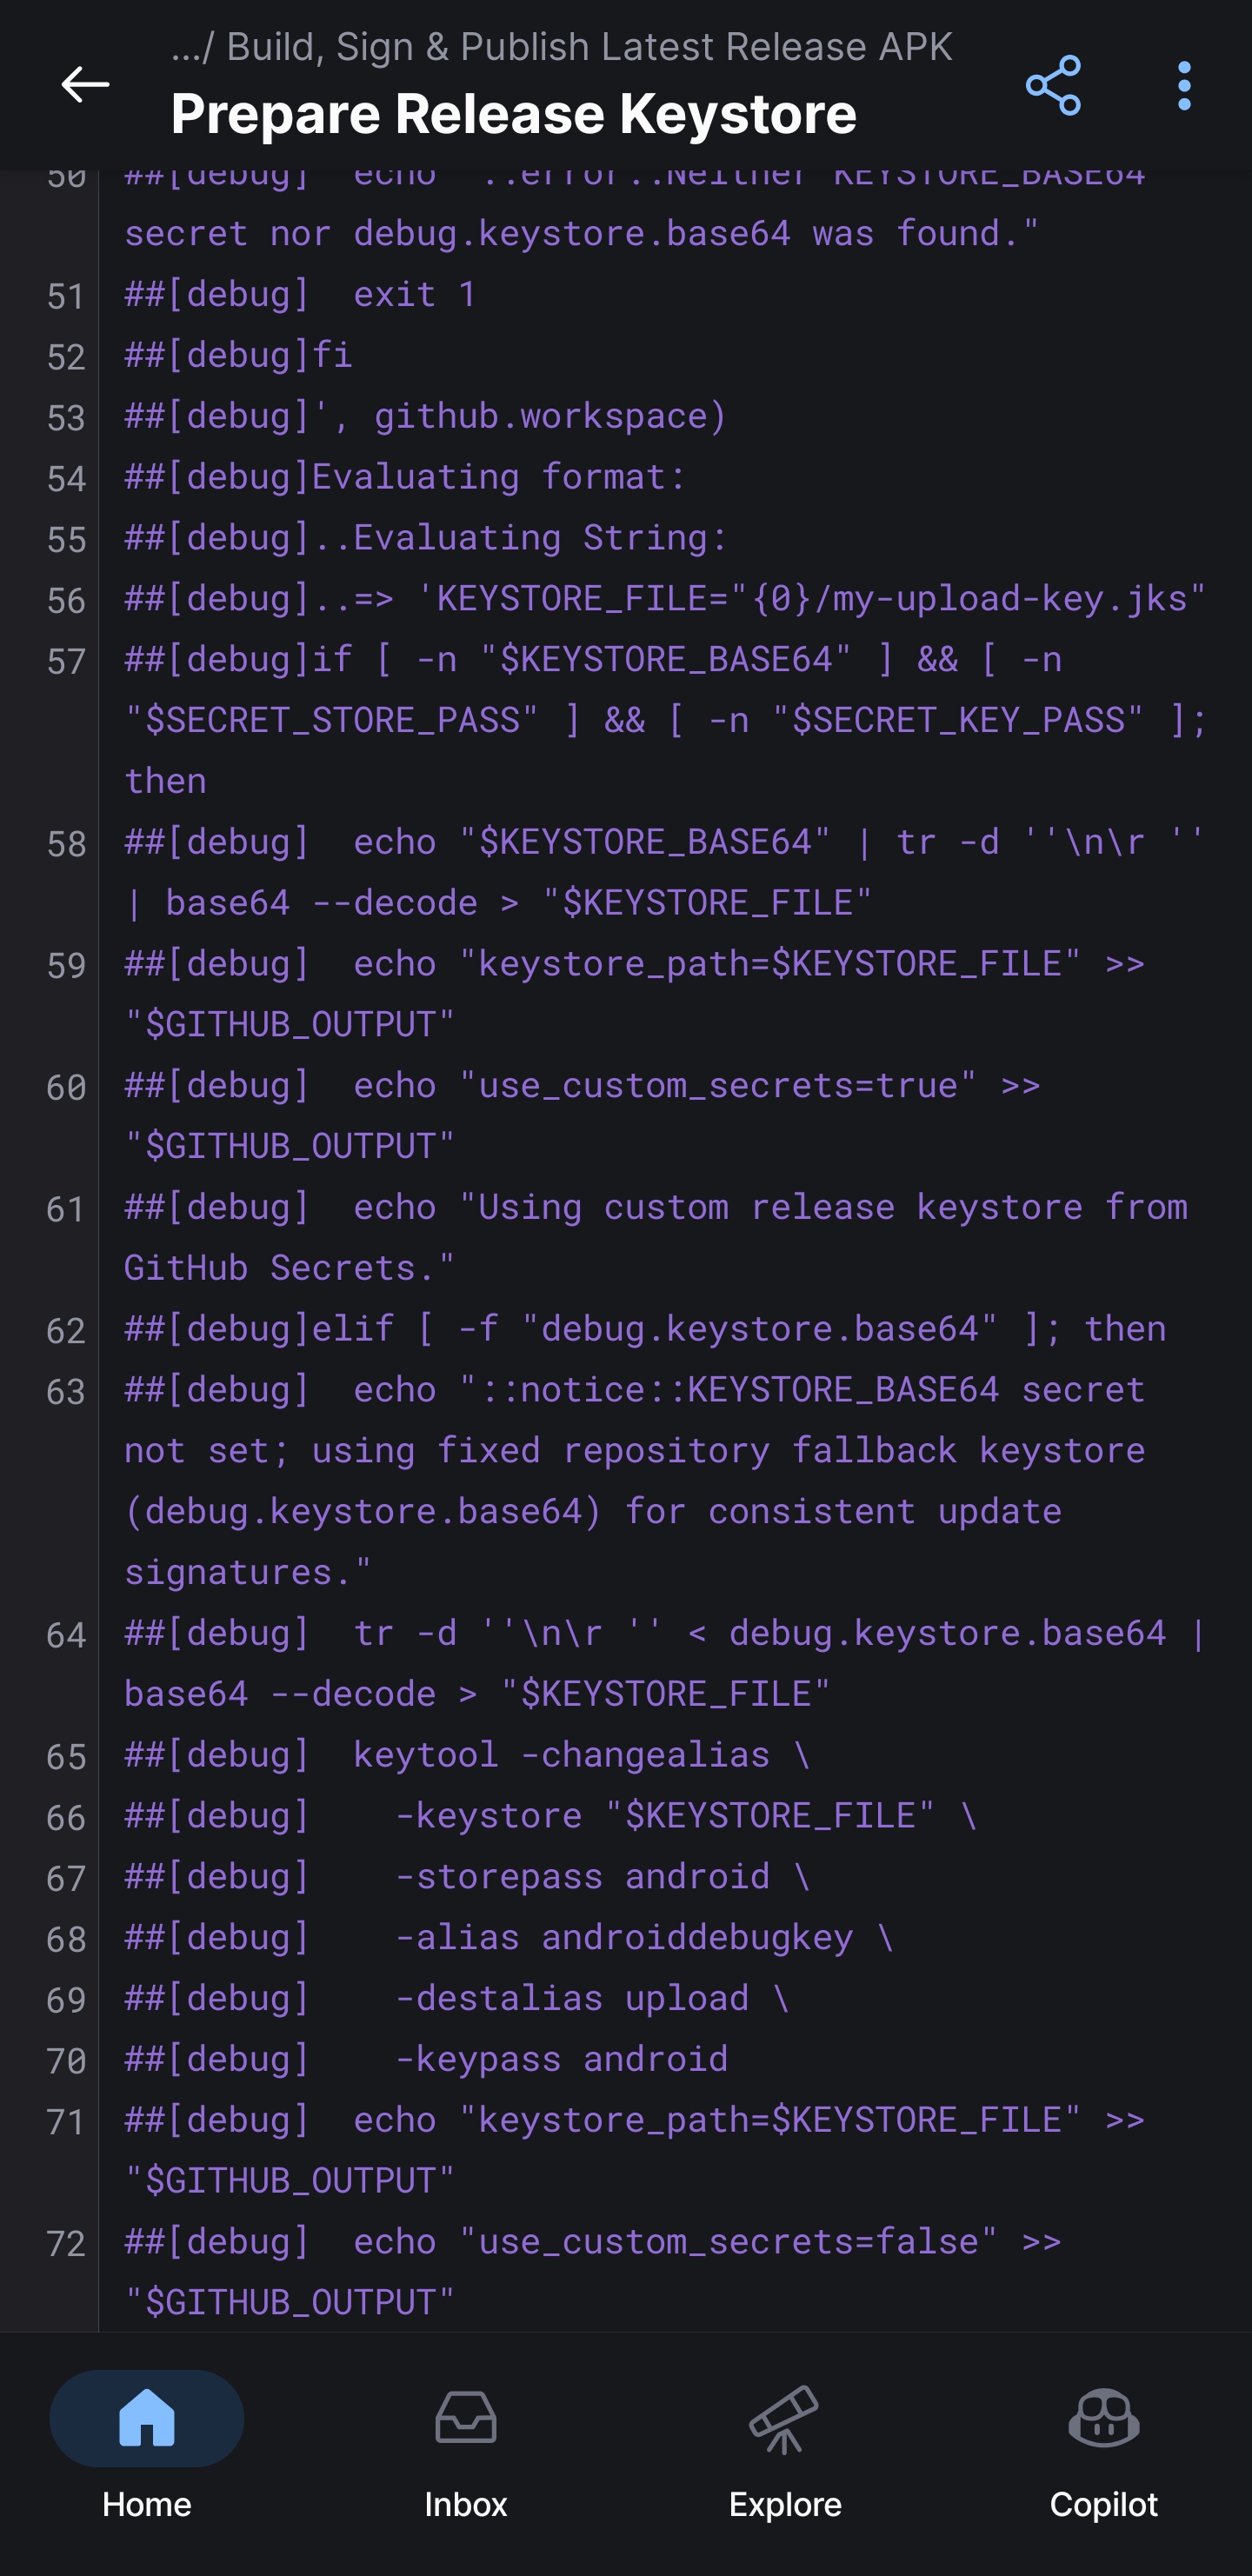 .../ Build, Sign & Publish Latest Release APK
Prepare Release Keystore
50 ##[debug]  echo "::error::Neither KEYSTORE_BASE64
secret nor debug.keystore.base64 was found."
51 ##[debug]  exit 1
52 ##[debug]fi
53 ##[debug]', github.workspace)
54 ##[debug]Evaluating format:
55 ##[debug]..Evaluating String:
56 ##[debug]..=> 'KEYSTORE_FILE="{0}/my-upload-key.jks"
57 ##[debug]if [ -n "$KEYSTORE_BASE64" ] && [ -n
"$SECRET_STORE_PASS" ] && [ -n "$SECRET_KEY_PASS" ];
then
58 ##[debug]  echo "$KEYSTORE_BASE64" | tr -d ''\n\r ''
| base64 --decode > "$KEYSTORE_FILE"
59 ##[debug]  echo "keystore_path=$KEYSTORE_FILE" >>
"$GITHUB_OUTPUT"
60 ##[debug]  echo "use_custom_secrets=true" >>
"$GITHUB_OUTPUT"
61 ##[debug]  echo "Using custom release keystore from
GitHub Secrets."
62 ##[debug]elif [ -f "debug.keystore.base64" ]; then
63 ##[debug]  echo "::notice::KEYSTORE_BASE64 secret
not set; using fixed repository fallback keystore
(debug.keystore.base64) for consistent update
signatures."
64 ##[debug]  tr -d ''\n\r '' < debug.keystore.base64 |
base64 --decode > "$KEYSTORE_FILE"
65 ##[debug]  keytool -changealias \
66 ##[debug]    -keystore "$KEYSTORE_FILE" \
67 ##[debug]    -storepass android \
68 ##[debug]    -alias androiddebugkey \
69 ##[debug]    -destalias upload \
70 ##[debug]    -keypass android
71 ##[debug]  echo "keystore_path=$KEYSTORE_FILE" >>
"$GITHUB_OUTPUT"
72 ##[debug]  echo "use_custom_secrets=false" >>
"$GITHUB_OUTPUT"
Home Inbox Explore Copilot